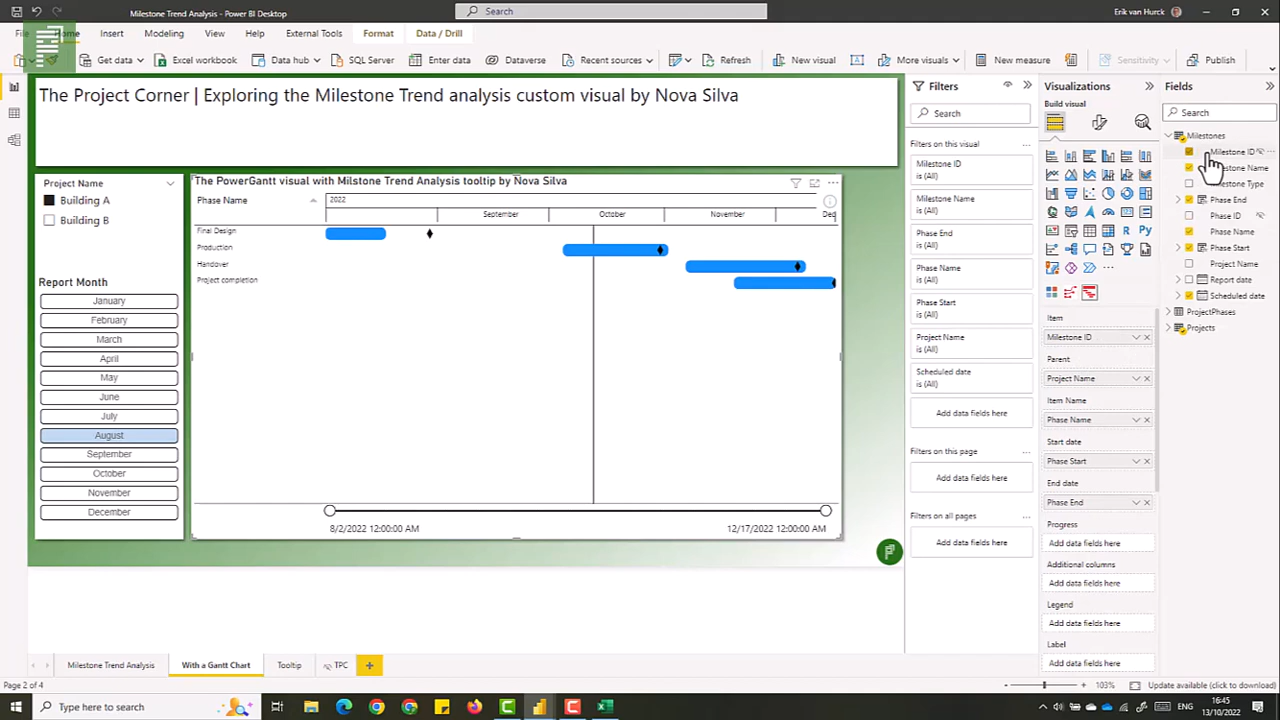 Milestone Trend Analysis - Power BI Desktop
Search
Erik van Hurck
File
Home
Insert
Modeling
View
Help
External Tools
Format
Data / Drill
Get data
Excel workbook
Data hub
SQL Server
Enter data
Dataverse
Recent sources
Refresh
New visual
More visuals
New measure
Sensitivity
Publish
The Project Corner | Exploring the Milestone Trend analysis custom visual by Nova Silva
Project Name
Building A
Building B
Report Month
January
February
March
April
May
June
July
August
September
October
November
December
The PowerGantt visual with Milstone Trend Analysis tooltip by Nova Silva
Phase Name
2022
September
October
November
Dec
Final Design
Production
Handover
Project completion
8/2/2022 12:00:00 AM
12/17/2022 12:00:00 AM
Filters
Search
Filters on this visual
Milestone ID
is (All)
Milestone Name
is (All)
Phase End
is (All)
Phase Name
is (All)
Phase Start
is (All)
Project Name
is (All)
Scheduled date
is (All)
Add data fields here
Filters on this page
Add data fields here
Filters on all pages
Add data fields here
Visualizations
Build visual
Item
Milestone ID
Parent
Project Name
Item Name
Phase Name
Start date
Phase Start
End date
Phase End
Progress
Add data fields here
Additional columns
Add data fields here
Legend
Add data fields here
Label
Add data fields here
Fields
Search
Milestones
Milestone ID
Milestone Name
Milestone Type
Phase End
Phase ID
Phase Name
Phase Start
Project Name
Report date
Scheduled date
ProjectPhases
Projects
Milestone Trend Analysis
With a Gantt Chart
Tooltip
TPC
Page 2 of 4
103%
Update available (click to download)
Type here to search
16:45
13/10/2022